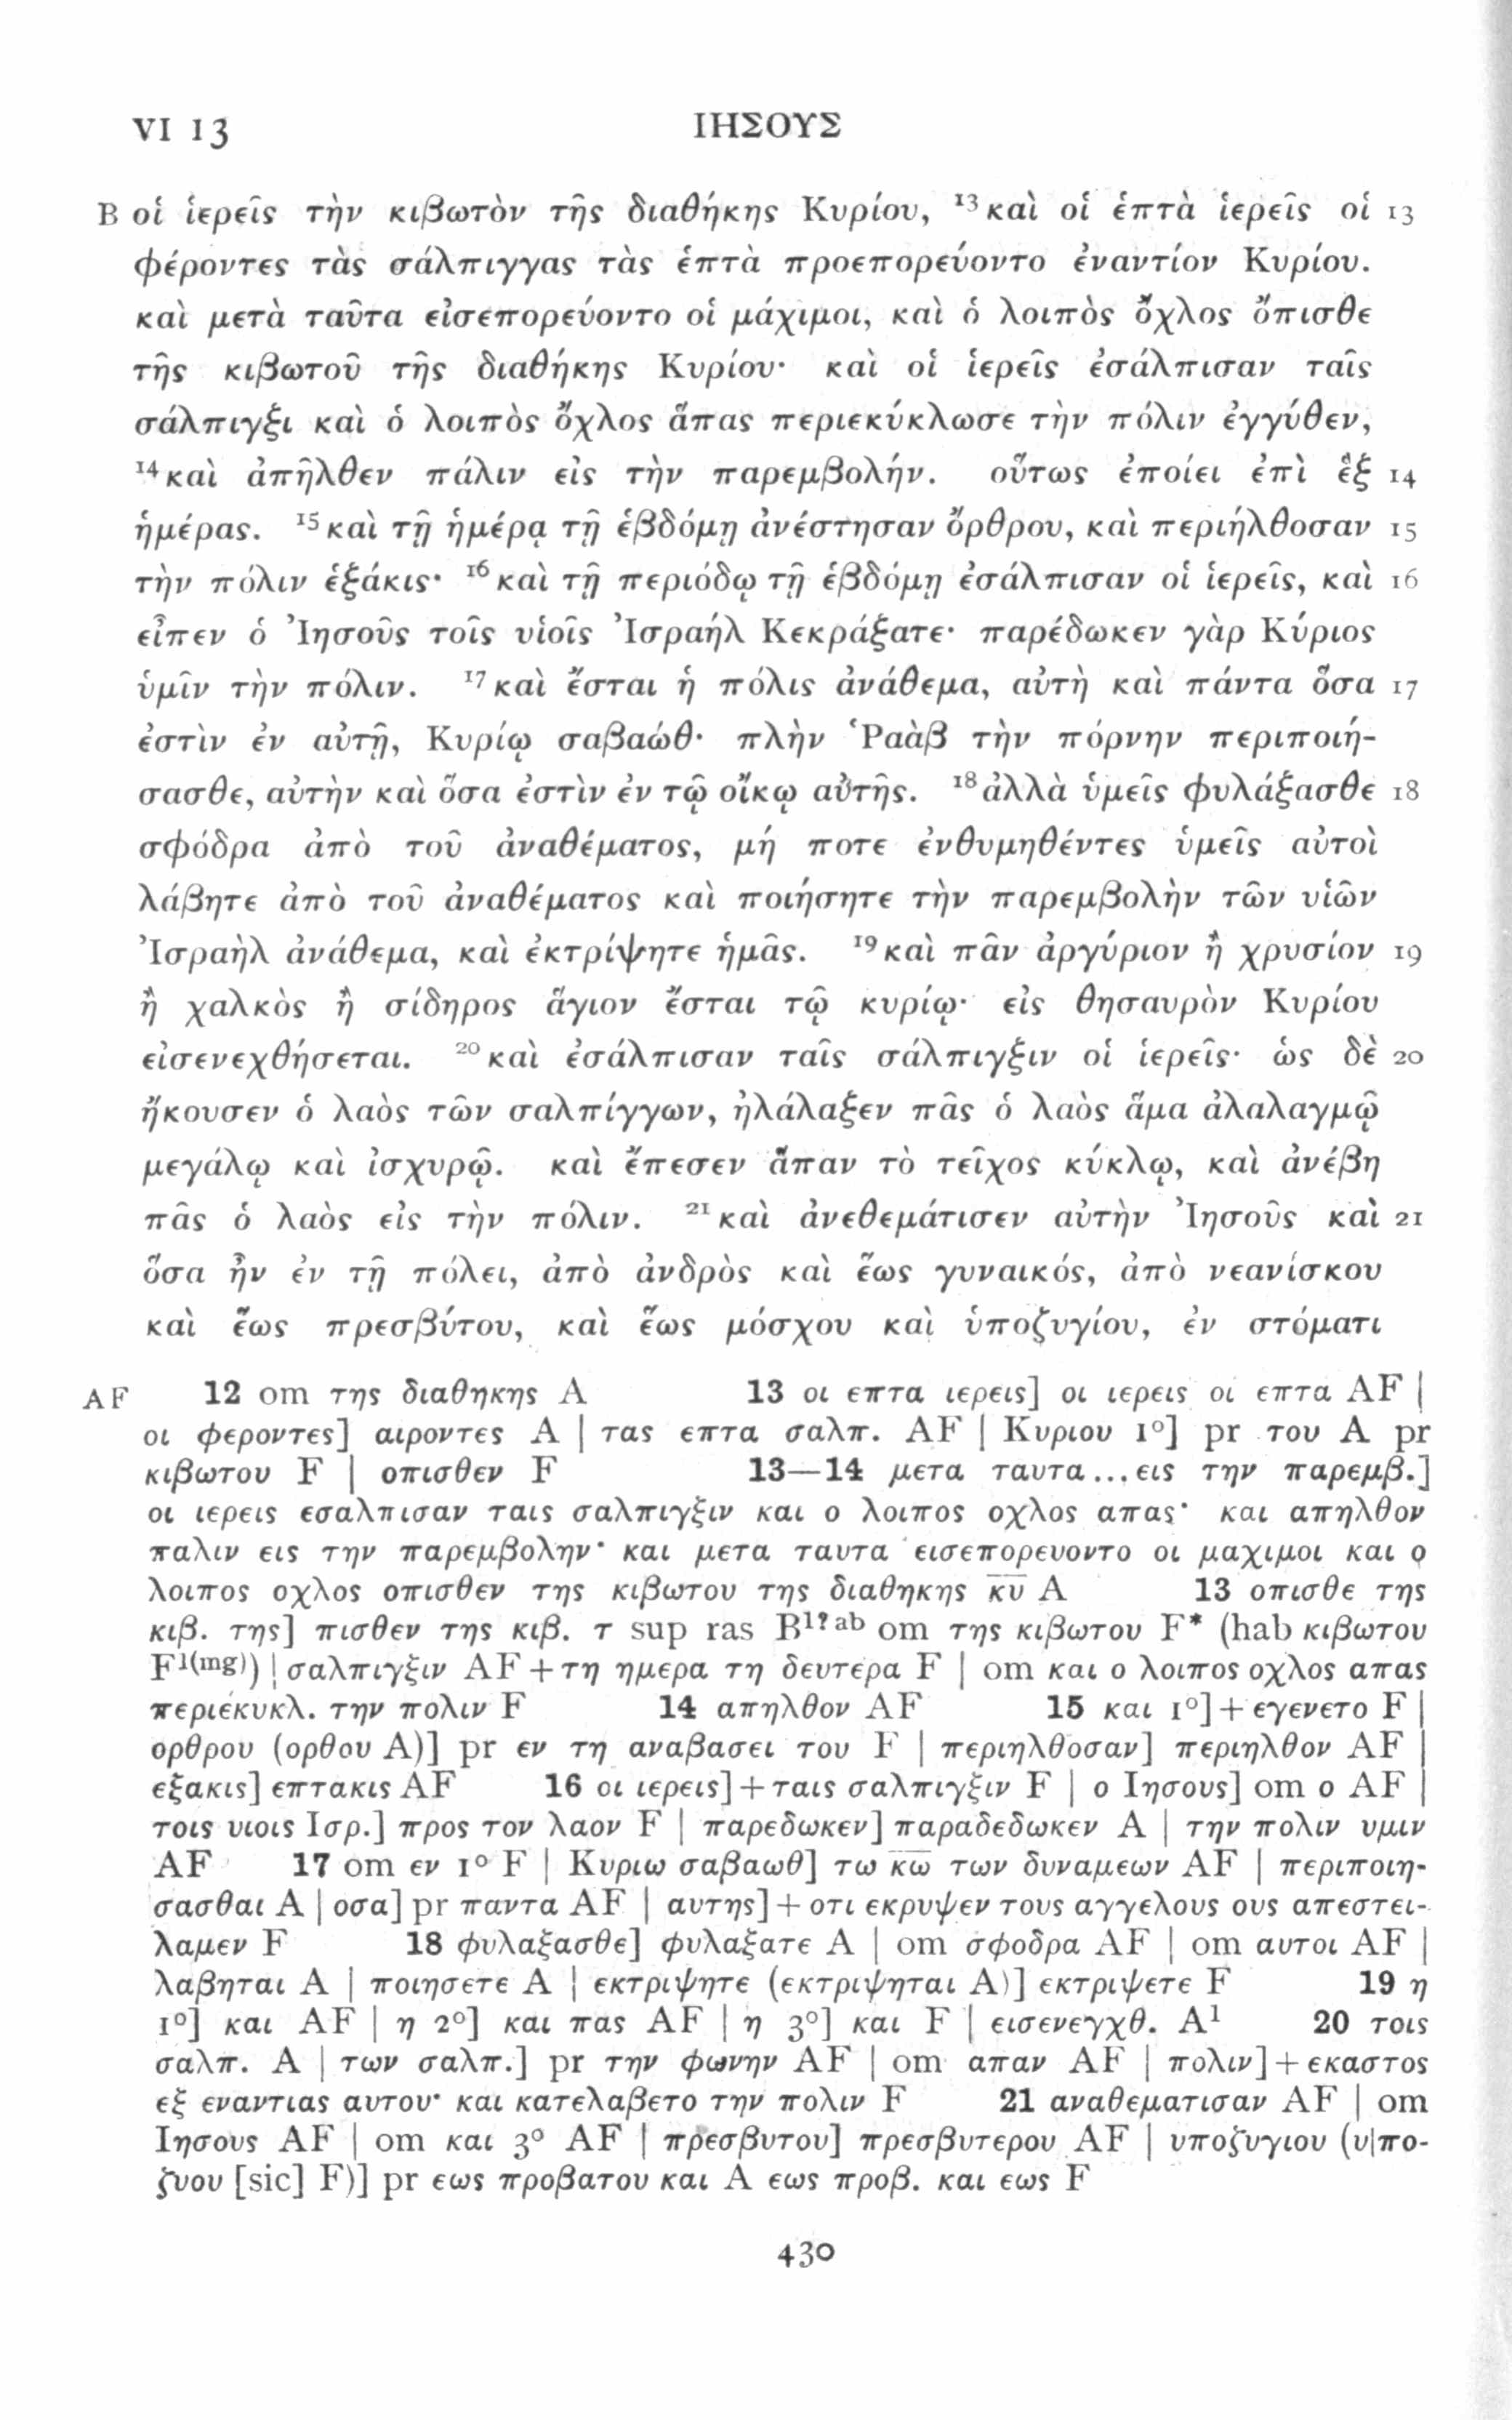 VI 13 ΙΗΣΟΥΣ
B οἱ ἱερεῖς τὴν κιβωτὸν τῆς διαθήκης Κυρίου, ¹³καὶ οἱ ἑπτὰ ἱερεῖς οἱ 13
φέροντες τὰς σάλπιγγας τὰς ἑπτὰ προεπορεύοντο ἐναντίον Κυρίου.
καὶ μετὰ ταῦτα εἰσεπορεύοντο οἱ μάχιμοι, καὶ ὁ λοιπὸς ὄχλος ὄπισθε
τῆς κιβωτοῦ τῆς διαθήκης Κυρίου· καὶ οἱ ἱερεῖς ἐσάλπισαν ταῖς
σάλπιγξι καὶ ὁ λοιπὸς ὄχλος ἅπας περιεκύκλωσε τὴν πόλιν ἐγγύθεν,
¹⁴καὶ ἀπῆλθεν πάλιν εἰς τὴν παρεμβολήν. οὕτως ἐποίει ἐπὶ ἓξ 14
ἡμέρας. ¹⁵καὶ τῇ ἡμέρᾳ τῇ ἑβδόμῃ ἀνέστησαν ὄρθρου, καὶ περιήλθοσαν 15
τὴν πόλιν ἑξάκις· ¹⁶καὶ τῇ περιόδῳ τῇ ἑβδόμῃ ἐσάλπισαν οἱ ἱερεῖς, καὶ 16
εἶπεν ὁ Ἰησοῦς τοῖς υἱοῖς Ἰσραήλ Κεκράξατε· παρέδωκεν γὰρ Κύριος
ὑμῖν τὴν πόλιν. ¹⁷καὶ ἔσται ἡ πόλις ἀνάθεμα, αὐτὴ καὶ πάντα ὅσα 17
ἐστὶν ἐν αὐτῇ, Κυρίῳ σαβαώθ· πλὴν Ῥαὰβ τὴν πόρνην περιποιή-
σασθε, αὐτὴν καὶ ὅσα ἐστὶν ἐν τῷ οἴκῳ αὐτῆς. ¹⁸ἀλλὰ ὑμεῖς φυλάξασθε 18
σφόδρα ἀπὸ τοῦ ἀναθέματος, μή ποτε ἐνθυμηθέντες ὑμεῖς αὐτοὶ
λάβητε ἀπὸ τοῦ ἀναθέματος καὶ ποιήσητε τὴν παρεμβολὴν τῶν υἱῶν
Ἰσραὴλ ἀνάθεμα, καὶ ἐκτρίψητε ἡμᾶς. ¹⁹καὶ πᾶν ἀργύριον ἢ χρυσίον 19
ἢ χαλκὸς ἢ σίδηρος ἅγιον ἔσται τῷ κυρίῳ· εἰς θησαυρὸν Κυρίου
εἰσενεχθήσεται. ²⁰καὶ ἐσάλπισαν ταῖς σάλπιγξιν οἱ ἱερεῖς· ὡς δὲ 20
ἤκουσεν ὁ λαὸς τῶν σαλπίγγων, ἠλάλαξεν πᾶς ὁ λαὸς ἅμα ἀλαλαγμῷ
μεγάλῳ καὶ ἰσχυρῷ. καὶ ἔπεσεν ἅπαν τὸ τεῖχος κύκλῳ, καὶ ἀνέβη
πᾶς ὁ λαὸς εἰς τὴν πόλιν. ²¹καὶ ἀνεθεμάτισεν αὐτὴν Ἰησοῦς καὶ 21
ὅσα ἦν ἐν τῇ πόλει, ἀπὸ ἀνδρὸς καὶ ἕως γυναικός, ἀπὸ νεανίσκου
καὶ ἕως πρεσβύτου, καὶ ἕως μόσχου καὶ ὑποζυγίου, ἐν στόματι
AF 12 om της διαθηκης A 13 οι επτα ιερεις] οι ιερεις οι επτα AF |
οι φεροντες] αιροντες A | τας επτα σαλπ. AF | Κυριου 1°] pr του A pr
κιβωτου F | οπισθεν F 13—14 μετα ταυτα...εις την παρεμβ.]
οι ιερεις εσαλπισαν ταις σαλπιγξιν και ο λοιπος οχλος απας· και απηλθον
παλιν εις την παρεμβολην· και μετα ταυτα εισεπορευοντο οι μαχιμοι και ο
λοιπος οχλος οπισθεν της κιβωτου της διαθηκης κ̅υ̅ A 13 οπισθε της
κιβ. της] πισθεν της κιβ. τ sup ras B¹ˀᵃᵇ om της κιβωτου F* (hab κιβωτου
F¹⁽ᵐᵍ⁾) | σαλπιγξιν AF + τη ημερα τη δευτερα F | om και ο λοιπος οχλος απας
περιεκυκλ. την πολιν F 14 απηλθον AF 15 και 1°] + εγενετο F |
ορθρου (ορθου A)] pr εν τη αναβασει του F | περιηλθοσαν] περιηλθον AF |
εξακις] επτακις AF 16 οι ιερεις] + ταις σαλπιγξιν F | ο Ιησους] om ο AF |
τοις υιοις Ισρ.] προς τον λαον F | παρεδωκεν] παραδεδωκεν A | την πολιν υμιν
AF 17 om εν 1° F | Κυριω σαβαωθ] τω κ̅ω̅ των δυναμεων AF | περιποιη-
σασθαι A | οσα] pr παντα AF | αυτης] + οτι εκρυψεν τους αγγελους ους απεστει-
λαμεν F 18 φυλαξασθε] φυλαξατε A | om σφοδρα AF | om αυτοι AF |
λαβηται A | ποιησετε A | εκτριψητε (εκτριψηται A)] εκτριψετε F 19 η
1°] και AF | η 2°] και πας AF | η 3°] και F | εισενεγχθ. A¹ 20 τοις
σαλπ. A | των σαλπ.] pr την φωνην AF | om απαν AF | πολιν] + εκαστος
εξ εναντιας αυτου· και κατελαβετο την πολιν F 21 αναθεματισαν AF | om
Ιησους AF | om και 3° AF | πρεσβυτου] πρεσβυτερου AF | υποζυγιου (υ|πο-
ζυου [sic] F)] pr εως προβατου και A εως προβ. και εως F
430